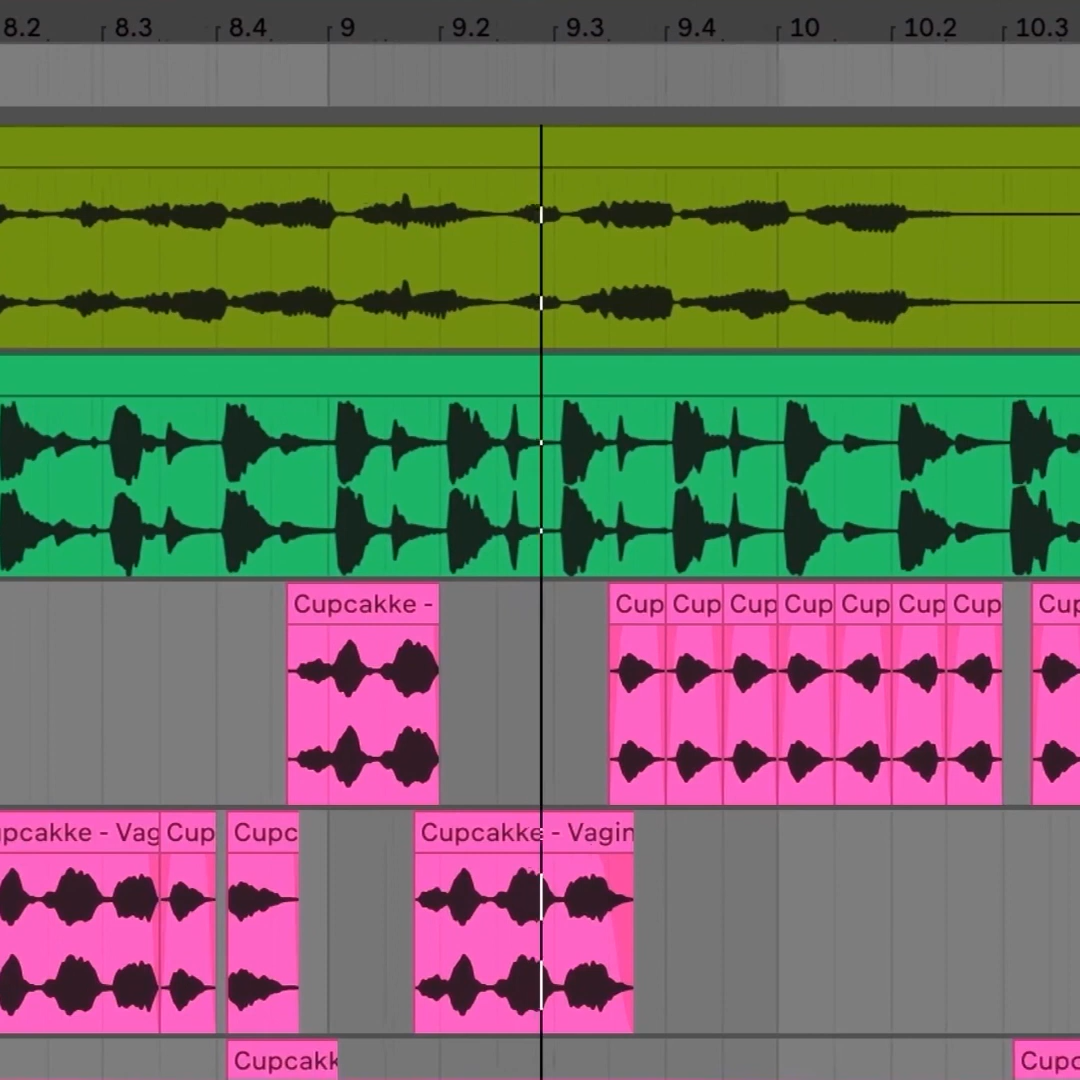 8.2 8.3 8.4 9 9.2 9.3 9.4 10 10.2 10.3
Cupcakke - Cup Cup Cup Cup Cup Cup Cup Cup
pcakke - Vag Cup Cupc Cupcakke - Vagin
Cupcakk Cupc